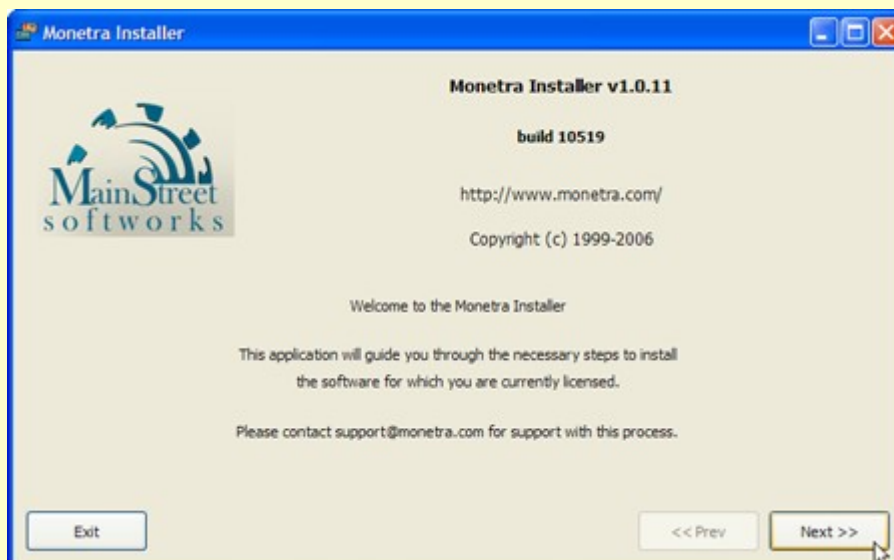 Monetra Installer
Monetra Installer v1.0.11
build 10519
MainStreet
softworks
http://www.monetra.com/
Copyright (c) 1999-2006
Welcome to the Monetra Installer
This application will guide you through the necessary steps to install
the software for which you are currently licensed.
Please contact support@monetra.com for support with this process.
Exit
<< Prev
Next >>